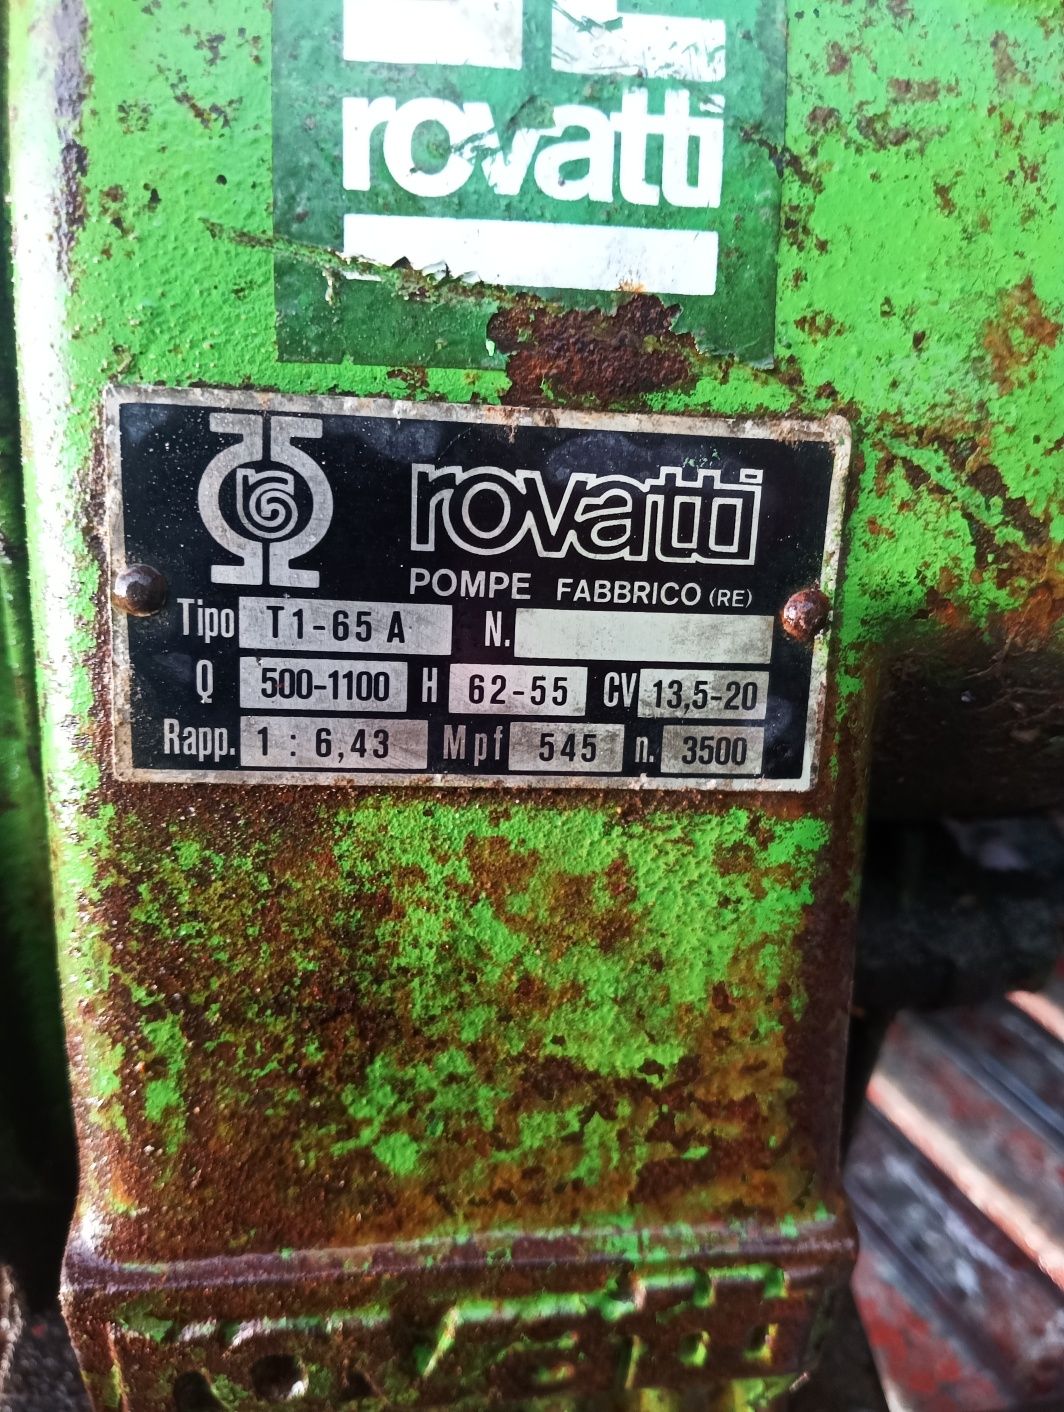 rovatti
rovatti
POMPE FABBRICO (RE)
Tipo T1-65 A N.
Q 500-1100 H 62-55 CV 13,5-20
Rapp. 1 : 6,43 Mpf 545 n. 3500